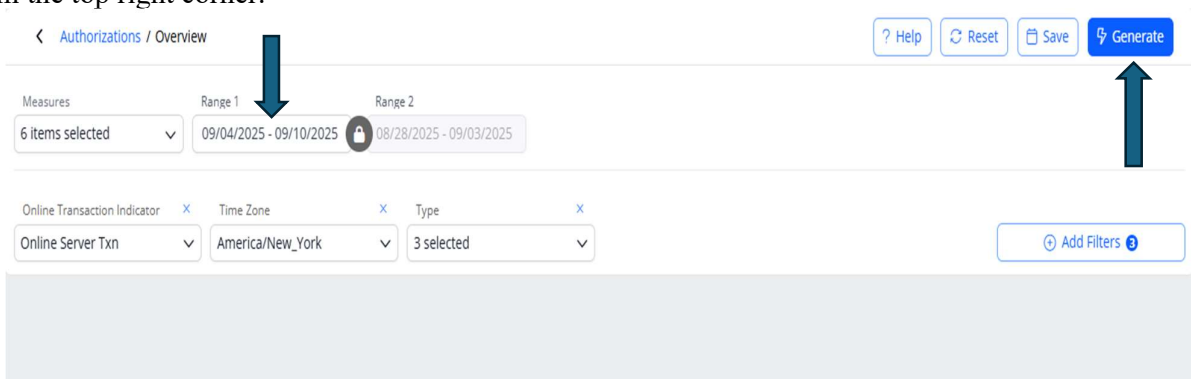 in the top right corner.
Authorizations / Overview
? Help Reset Save Generate
Measures Range 1 Range 2
6 items selected 09/04/2025 - 09/10/2025 08/28/2025 - 09/03/2025
Online Transaction Indicator X Time Zone X Type X
Online Server Txn America/New_York 3 selected
Add Filters 3